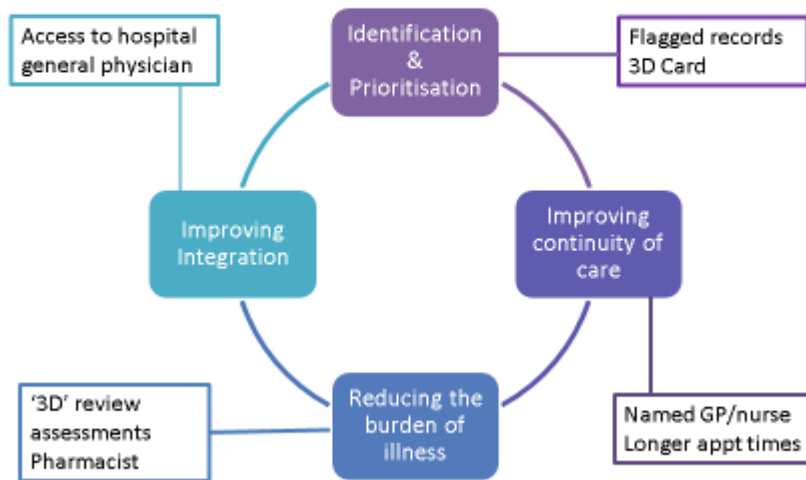 Access to hospital
general physician
Identification
&
Prioritisation
Flagged records
3D Card
Improving
Integration
Improving
continuity of
care
'3D' review
assessments
Pharmacist
Reducing the
burden of
illness
Named GP/nurse
Longer appt times